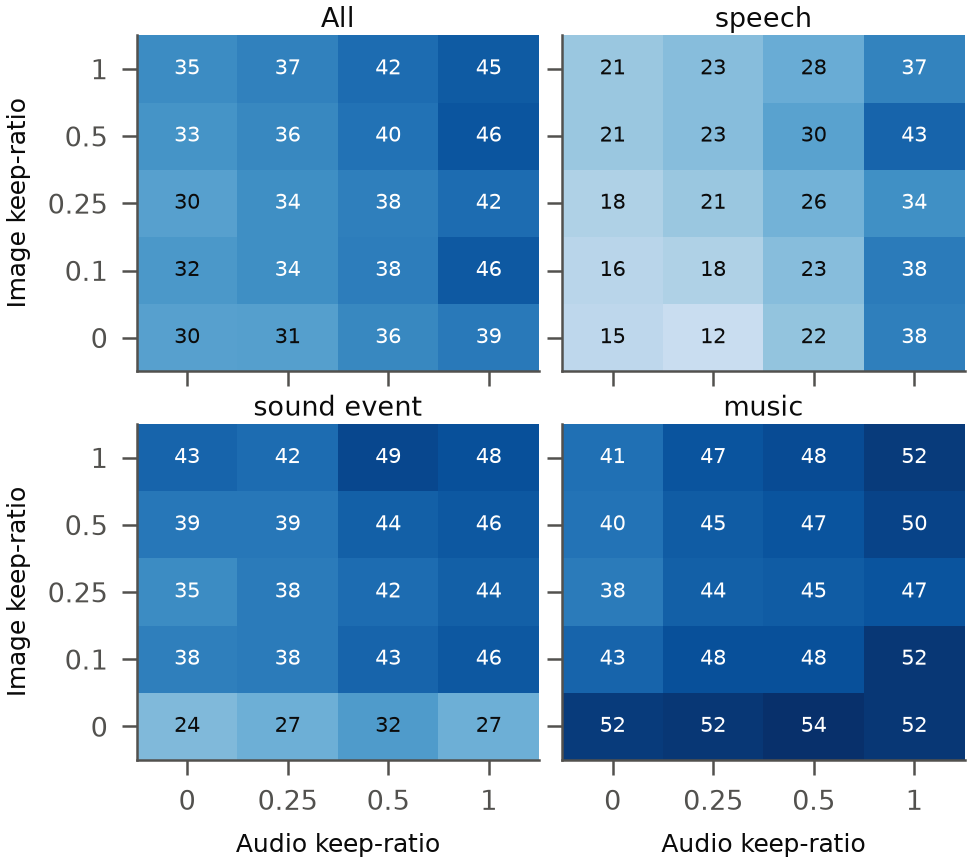 All
speech
Image keep-ratio
1
35 37 42 45
21 23 28 37
0.5
33 36 40 46
21 23 30 43
0.25
30 34 38 42
18 21 26 34
0.1
32 34 38 46
16 18 23 38
0
30 31 36 39
15 12 22 38
sound event
music
Image keep-ratio
1
43 42 49 48
41 47 48 52
0.5
39 39 44 46
40 45 47 50
0.25
35 38 42 44
38 44 45 47
0.1
38 38 43 46
43 48 48 52
0
24 27 32 27
52 52 54 52
0 0.25 0.5 1
0 0.25 0.5 1
Audio keep-ratio
Audio keep-ratio